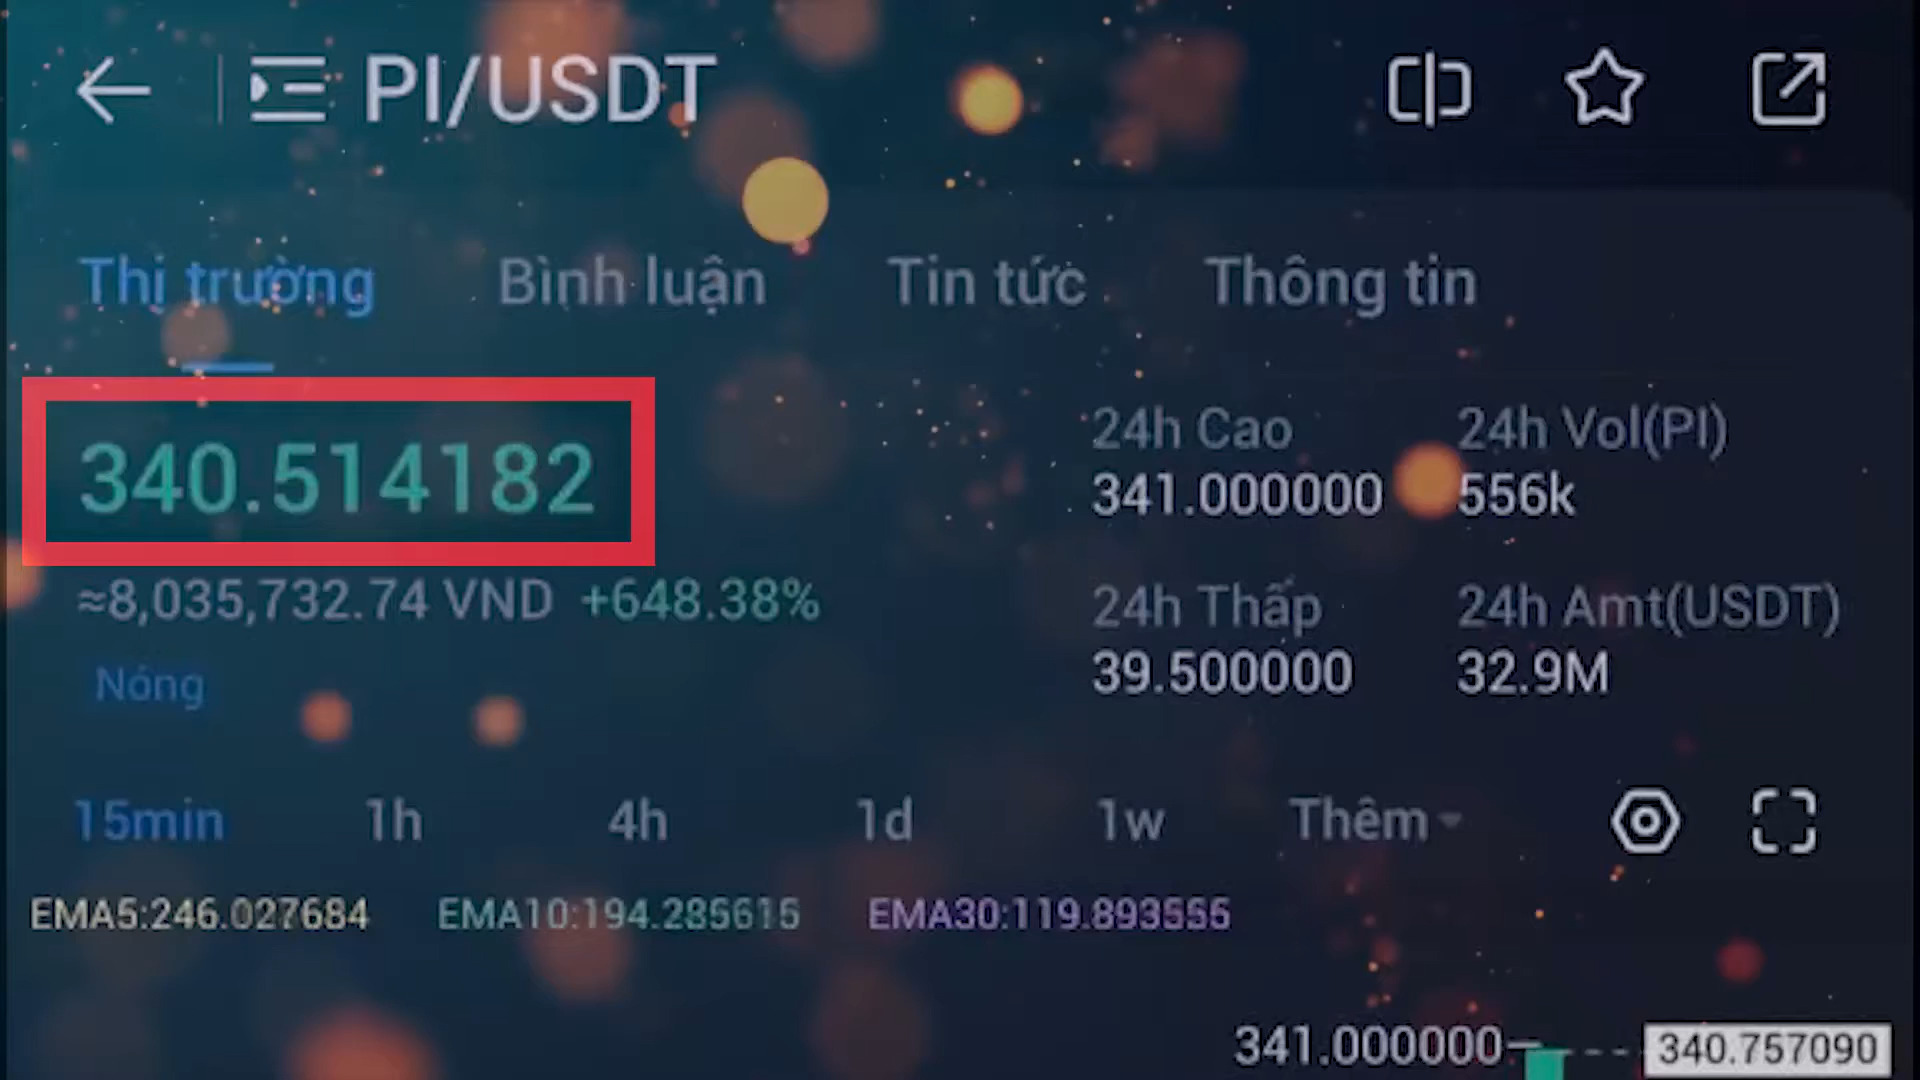 PI/USDT
Thị trường Bình luận Tin tức Thông tin
340.514182
24h Cao 24h Vol(PI)
341.000000 556k
≈8,035,732.74 VND +648.38%
24h Thấp 24h Amt(USDT)
39.500000 32.9M
Nóng
15min 1h 4h 1d 1w Thêm
EMA5:246.027684 EMA10:194.285615 EMA30:119.893555
341.000000 340.757090